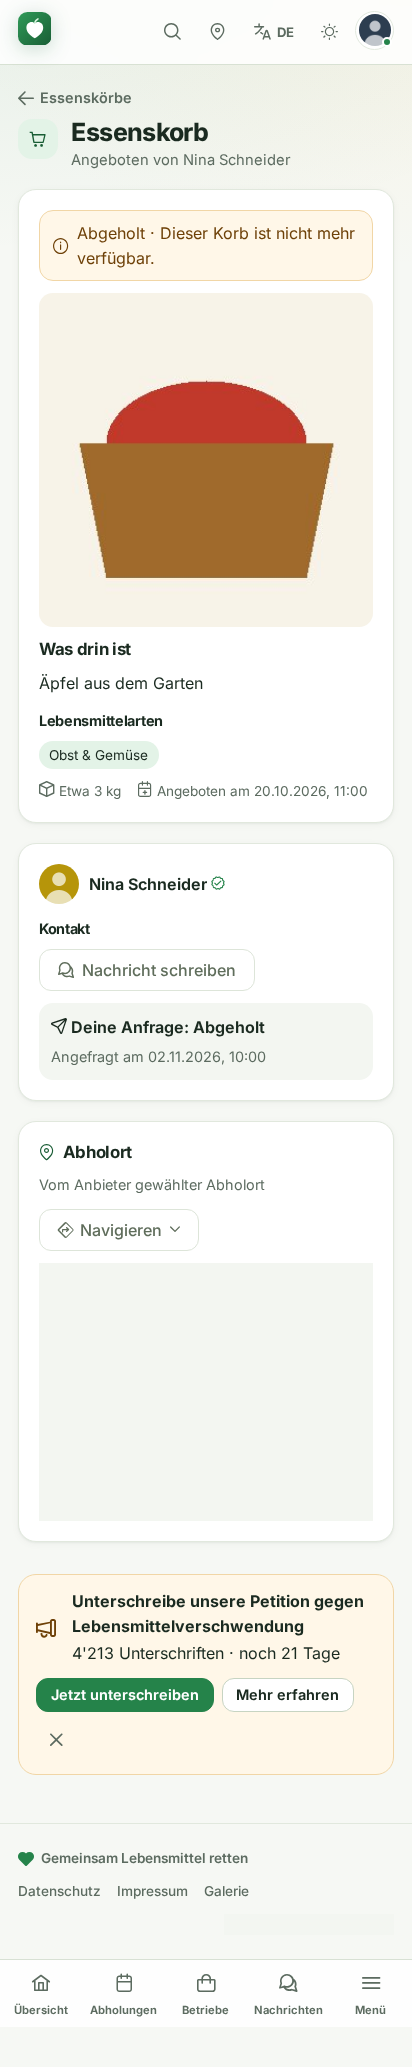 DE
Essenskörbe
Essenskorb
Angeboten von Nina Schneider
Abgeholt · Dieser Korb ist nicht mehr
verfügbar.
Was drin ist
Äpfel aus dem Garten
Lebensmittelarten
Obst & Gemüse
Etwa 3 kg Angeboten am 20.10.2026, 11:00
Nina Schneider
Kontakt
Nachricht schreiben
Deine Anfrage: Abgeholt
Angefragt am 02.11.2026, 10:00
Abholort
Vom Anbieter gewählter Abholort
Navigieren
Unterschreibe unsere Petition gegen
Lebensmittelverschwendung
4'213 Unterschriften · noch 21 Tage
Jetzt unterschreiben Mehr erfahren
Gemeinsam Lebensmittel retten
Datenschutz Impressum Galerie
Übersicht Abholungen Betriebe Nachrichten Menü